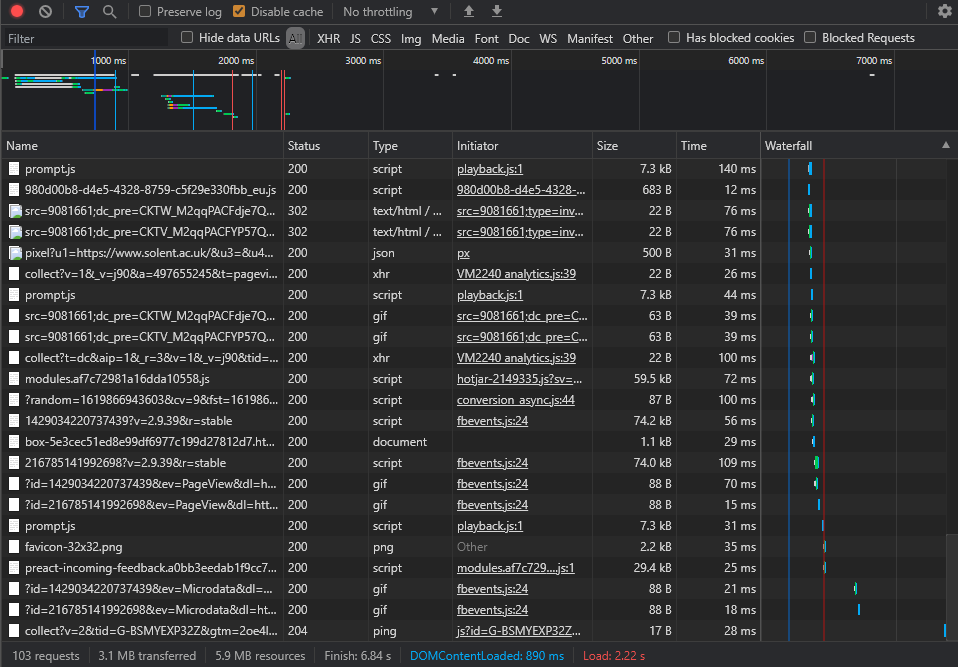 Preserve log Disable cache No throttling
Filter Hide data URLs All XHR JS CSS Img Media Font Doc WS Manifest Other Has blocked cookies Blocked Requests
1000 ms 2000 ms 3000 ms 4000 ms 5000 ms 6000 ms 7000 ms
Name Status Type Initiator Size Time Waterfall
prompt.js 200 script playback.js:1 7.3 kB 140 ms
980d00b8-d4e5-4328-8759-c5f29e330fbb_eu.js 200 script 980d00b8-d4e5-4328-... 683 B 12 ms
src=9081661;dc_pre=CKTW_M2qqPACFdje7Q... 302 text/html / ... src=9081661;type=inv... 22 B 76 ms
src=9081661;dc_pre=CKTV_M2qqPACFYP57Q... 302 text/html / ... src=9081661;type=inv... 22 B 76 ms
pixel?u1=https://www.solent.ac.uk/&u3=&u4... 200 json px 500 B 31 ms
collect?v=1&_v=j90&a=497655245&t=pagevi... 200 xhr VM2240 analytics.js:39 22 B 26 ms
prompt.js 200 script playback.js:1 7.3 kB 44 ms
src=9081661;dc_pre=CKTW_M2qqPACFdje7Q... 200 gif src=9081661;dc_pre=C... 63 B 39 ms
src=9081661;dc_pre=CKTV_M2qqPACFYP57Q... 200 gif src=9081661;dc_pre=C... 63 B 39 ms
collect?t=dc&aip=1&_r=3&v=1&_v=j90&tid=... 200 xhr VM2240 analytics.js:39 22 B 100 ms
modules.af7c72981a16dda10558.js 200 script hotjar-2149335.js?sv=... 59.5 kB 72 ms
?random=1619866943603&cv=9&fst=161986... 200 script conversion_async.js:44 87 B 100 ms
1429034220737439?v=2.9.39&r=stable 200 script fbevents.js:24 74.2 kB 56 ms
box-5e3cec51ed8e99df6977c199d27812d7.ht... 200 document 1.1 kB 29 ms
216785141992698?v=2.9.39&r=stable 200 script fbevents.js:24 74.0 kB 109 ms
?id=1429034220737439&ev=PageView&dl=h... 200 gif fbevents.js:24 88 B 70 ms
?id=216785141992698&ev=PageView&dl=htt... 200 gif fbevents.js:24 88 B 15 ms
prompt.js 200 script playback.js:1 7.3 kB 31 ms
favicon-32x32.png 200 png Other 2.2 kB 35 ms
preact-incoming-feedback.a0bb3eedab1f9cc7... 200 script modules.af7c729....js:1 29.4 kB 25 ms
?id=1429034220737439&ev=Microdata&dl=... 200 gif fbevents.js:24 88 B 21 ms
?id=216785141992698&ev=Microdata&dl=ht... 200 gif fbevents.js:24 88 B 18 ms
collect?v=2&tid=G-BSMYEXP32Z&gtm=2oe4l... 204 ping js?id=G-BSMYEXP32Z... 17 B 28 ms
103 requests 3.1 MB transferred 5.9 MB resources Finish: 6.84 s DOMContentLoaded: 890 ms Load: 2.22 s